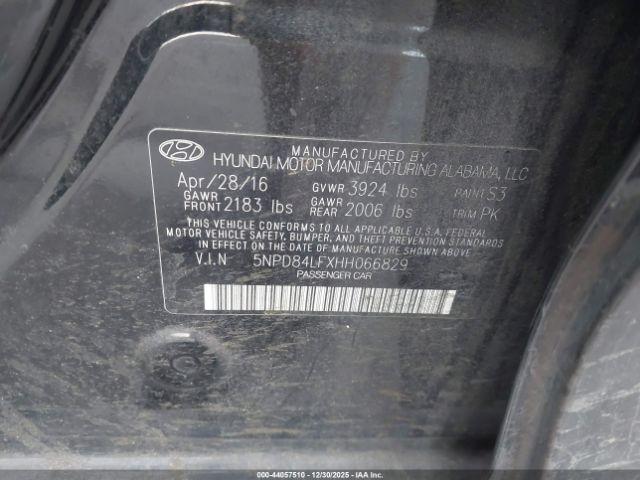 MANUFACTURED BY
HYUNDAI MOTOR MANUFACTURING ALABAMA, LLC
Apr/28/16 GVWR 3924 lbs PAINT S3
GAWR FRONT 2183 lbs GAWR REAR 2006 lbs TRIM PK
THIS VEHICLE CONFORMS TO ALL APPLICABLE U.S.A. FEDERAL
MOTOR VEHICLE SAFETY, BUMPER, AND THEFT PREVENTION STANDARDS
IN EFFECT ON THE DATE OF MANUFACTURE SHOWN ABOVE
V.I.N 5NPD84LFXHH066829
PASSENGER CAR
000-44057510 - 12/30/2025 - COPART